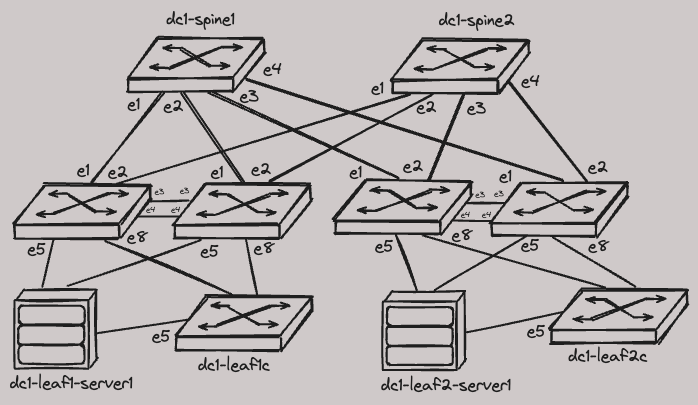 dc1-spine1
dc1-spine2
e4
e4
e1
e2
e3
e1
e2
e3
e1
e2
e1
e2
e1
e2
e1
e2
e3
e3
e4
e4
e3
e3
e4
e4
e5
e8
e5
e8
e5
e8
e5
e8
e5
e5
dc1-leaf1c
dc1-leaf2c
dc1-leaf1-server1
dc1-leaf2-server1